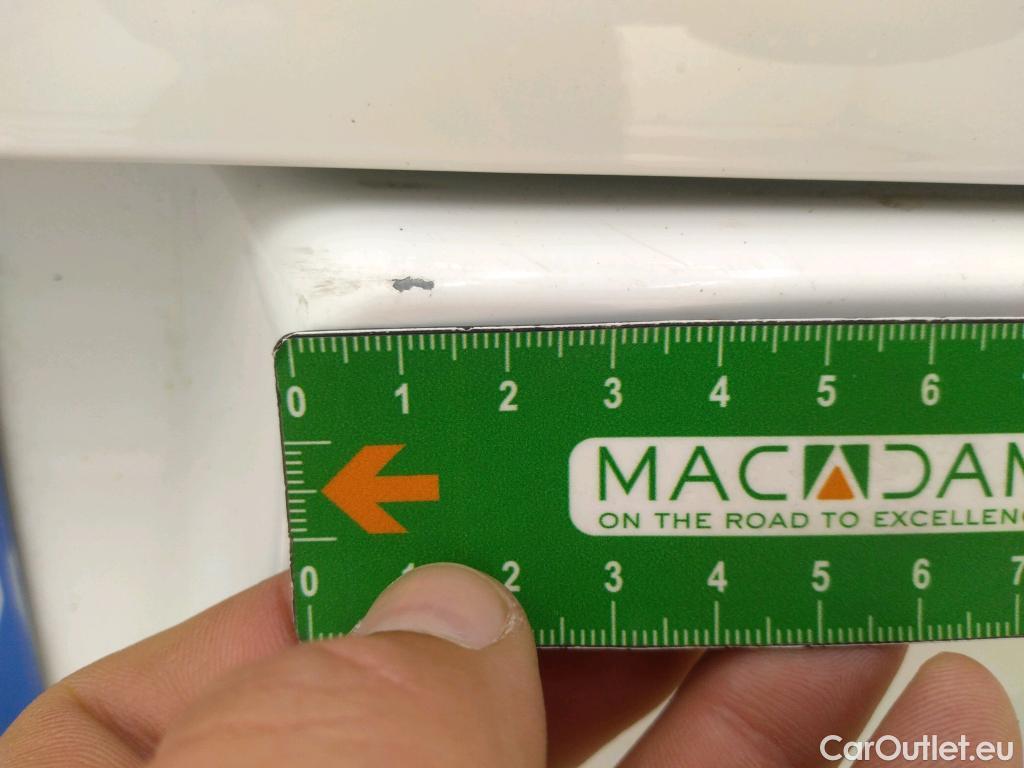 0 1 2 3 4 5 6
MACADAM
ON THE ROAD TO EXCELLENC
0 1 2 3 4 5 6 7
CarOutlet.eu